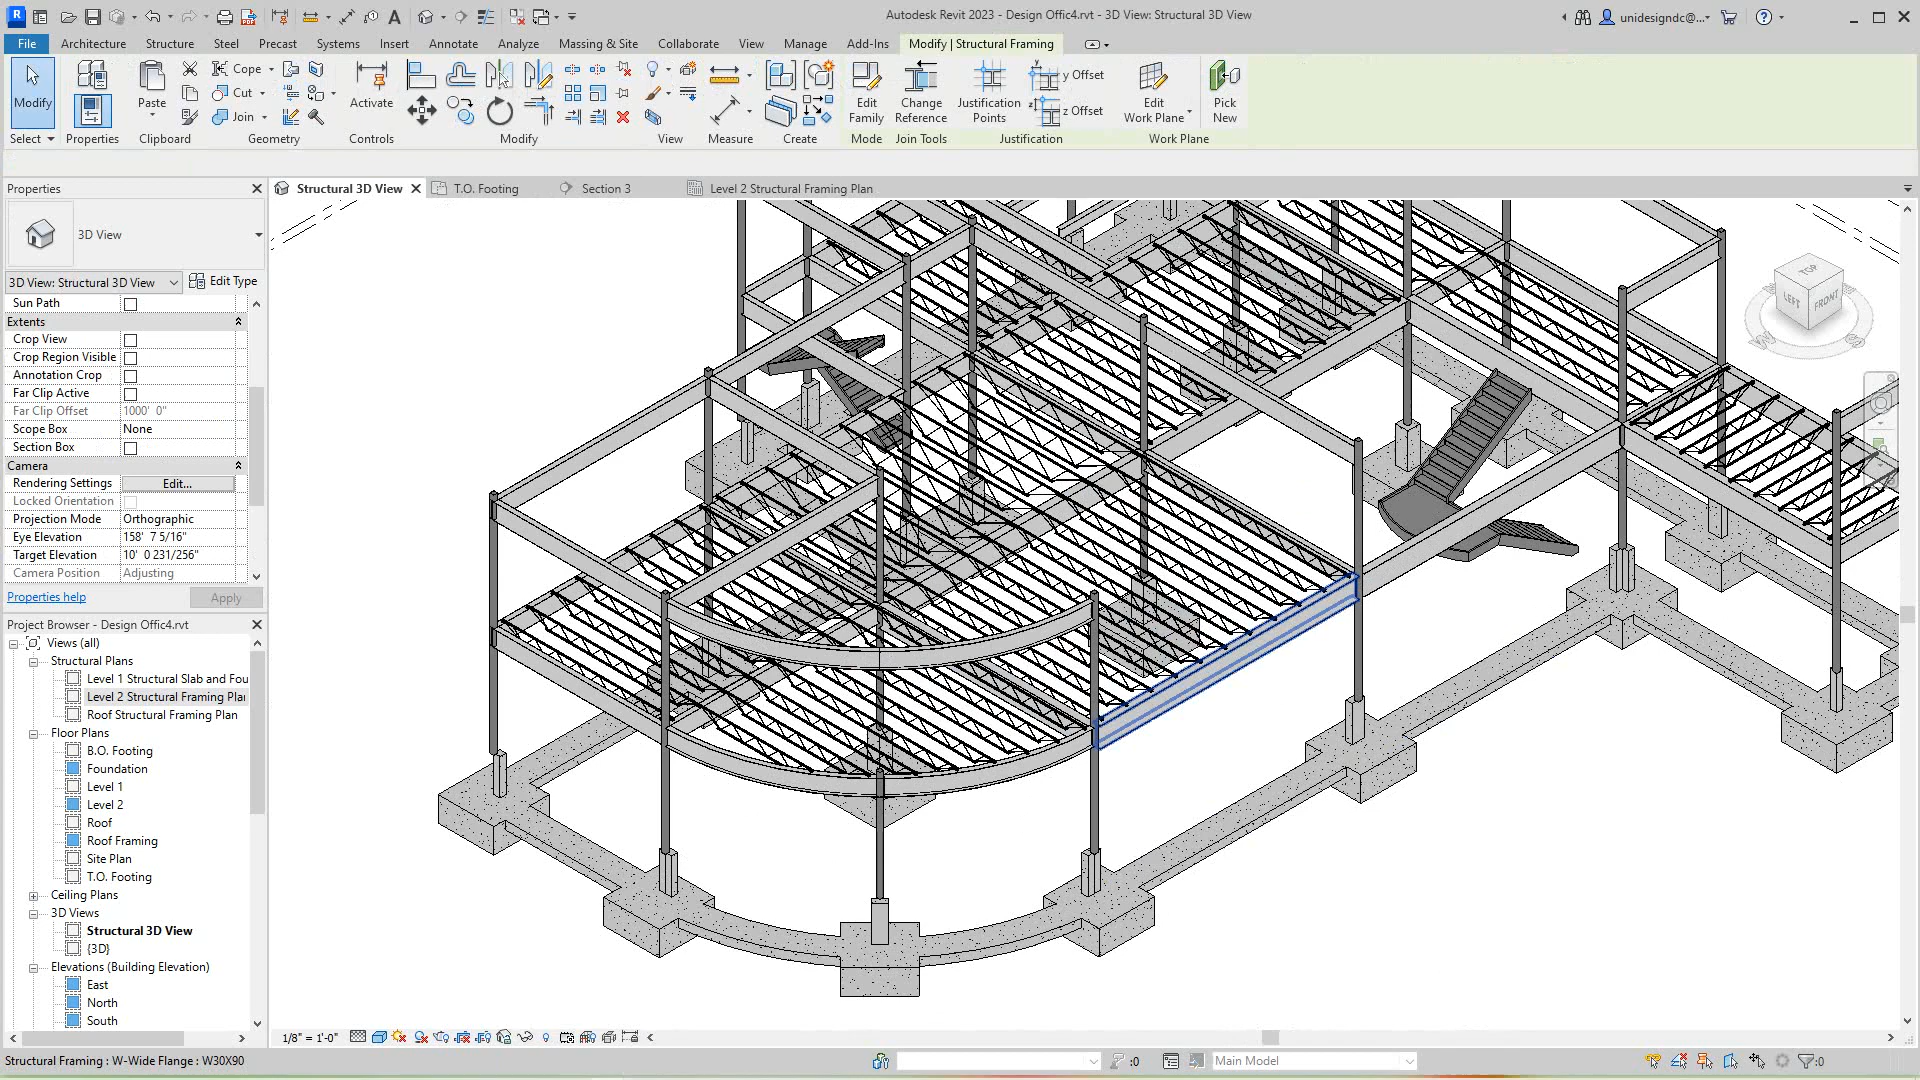 Autodesk Revit 2023 - Design Offic4.rvt - 3D View: Structural 3D View
unidesigndc@...
File Architecture Structure Steel Precast Systems Insert Annotate Analyze Massing & Site Collaborate View Manage Add-Ins Modify | Structural Framing
Modify
Paste
Cope
Cut
Join
Activate
Edit
Family
Change
Reference
Justification
Points
y Offset
z Offset
Edit
Work Plane
Pick
New
Select Properties Clipboard Geometry Controls Modify View Measure Create Mode Join Tools Justification Work Plane
Properties
Structural 3D View T.O. Footing Section 3 Level 2 Structural Framing Plan
3D View
3D View: Structural 3D View Edit Type
Sun Path
Extents
Crop View
Crop Region Visible
Annotation Crop
Far Clip Active
Far Clip Offset 1000' 0"
Scope Box None
Section Box
Camera
Rendering Settings Edit...
Locked Orientation
Projection Mode Orthographic
Eye Elevation 158' 7 5/16"
Target Elevation 10' 0 231/256"
Camera Position Adjusting
Properties help Apply
Project Browser - Design Offic4.rvt
Views (all)
Structural Plans
Level 1 Structural Slab and Fou
Level 2 Structural Framing Pla
Roof Structural Framing Plan
Floor Plans
B.O. Footing
Foundation
Level 1
Level 2
Roof
Roof Framing
Site Plan
T.O. Footing
Ceiling Plans
3D Views
Structural 3D View
{3D}
Elevations (Building Elevation)
East
North
South
TOP
LEFT
FRONT
W
S
1/8" = 1'-0"
Structural Framing : W-Wide Flange : W30X90
:0
Main Model
:0